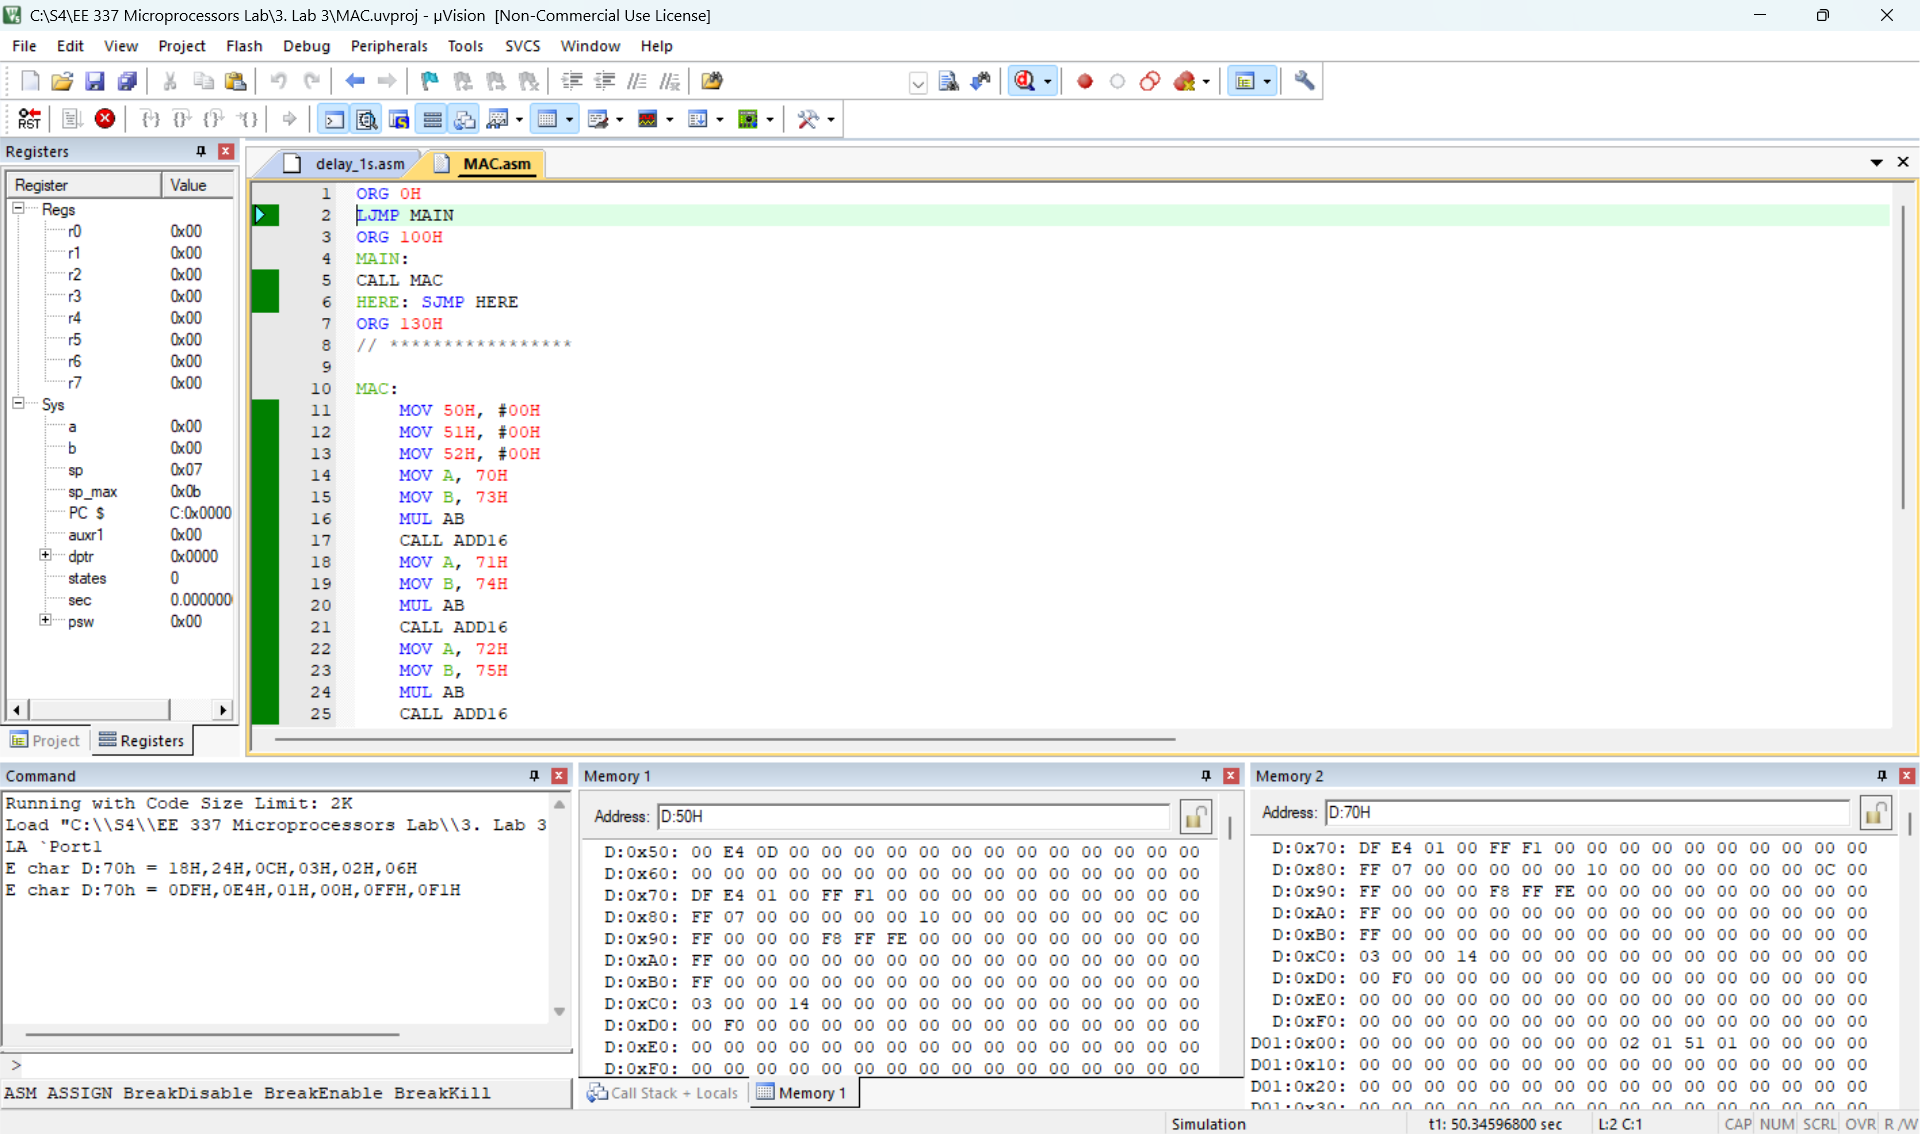 C:\S4\EE 337 Microprocessors Lab\3. Lab 3\MAC.uvproj - µVision [Non-Commercial Use License]
File Edit View Project Flash Debug Peripherals Tools SVCS Window Help
RST
Registers
Register Value
Regs
r0 0x00
r1 0x00
r2 0x00
r3 0x00
r4 0x00
r5 0x00
r6 0x00
r7 0x00
Sys
a 0x00
b 0x00
sp 0x07
sp_max 0x0b
PC $ C:0x0000
auxr1 0x00
dptr 0x0000
states 0
sec 0.000000
psw 0x00
Project Registers
delay_1s.asm MAC.asm
1 ORG 0H
2 LJMP MAIN
3 ORG 100H
4 MAIN:
5 CALL MAC
6 HERE: SJMP HERE
7 ORG 130H
8 // *****************
9
10 MAC:
11 MOV 50H, #00H
12 MOV 51H, #00H
13 MOV 52H, #00H
14 MOV A, 70H
15 MOV B, 73H
16 MUL AB
17 CALL ADD16
18 MOV A, 71H
19 MOV B, 74H
20 MUL AB
21 CALL ADD16
22 MOV A, 72H
23 MOV B, 75H
24 MUL AB
25 CALL ADD16
Command
Running with Code Size Limit: 2K
Load "C:\\S4\\EE 337 Microprocessors Lab\\3. Lab 3
LA `Port1
E char D:70h = 18H,24H,0CH,03H,02H,06H
E char D:70h = 0DFH,0E4H,01H,00H,0FFH,0F1H
>
ASM ASSIGN BreakDisable BreakEnable BreakKill
Memory 1
Address: D:50H
D:0x50: 00 E4 0D 00 00 00 00 00 00 00 00 00 00 00 00 00
D:0x60: 00 00 00 00 00 00 00 00 00 00 00 00 00 00 00 00
D:0x70: DF E4 01 00 FF F1 00 00 00 00 00 00 00 00 00 00
D:0x80: FF 07 00 00 00 00 00 10 00 00 00 00 00 00 0C 00
D:0x90: FF 00 00 00 F8 FF FE 00 00 00 00 00 00 00 00 00
D:0xA0: FF 00 00 00 00 00 00 00 00 00 00 00 00 00 00 00
D:0xB0: FF 00 00 00 00 00 00 00 00 00 00 00 00 00 00 00
D:0xC0: 03 00 00 14 00 00 00 00 00 00 00 00 00 00 00 00
D:0xD0: 00 F0 00 00 00 00 00 00 00 00 00 00 00 00 00 00
D:0xE0: 00 00 00 00 00 00 00 00 00 00 00 00 00 00 00 00
D:0xF0: 00 00 00 00 00 00 00 00 00 00 00 00 00 00 00 00
Call Stack + Locals Memory 1
Memory 2
Address: D:70H
D:0x70: DF E4 01 00 FF F1 00 00 00 00 00 00 00 00 00 00
D:0x80: FF 07 00 00 00 00 00 10 00 00 00 00 00 00 0C 00
D:0x90: FF 00 00 00 F8 FF FE 00 00 00 00 00 00 00 00 00
D:0xA0: FF 00 00 00 00 00 00 00 00 00 00 00 00 00 00 00
D:0xB0: FF 00 00 00 00 00 00 00 00 00 00 00 00 00 00 00
D:0xC0: 03 00 00 14 00 00 00 00 00 00 00 00 00 00 00 00
D:0xD0: 00 F0 00 00 00 00 00 00 00 00 00 00 00 00 00 00
D:0xE0: 00 00 00 00 00 00 00 00 00 00 00 00 00 00 00 00
D:0xF0: 00 00 00 00 00 00 00 00 00 00 00 00 00 00 00 00
D01:0x00: 00 00 00 00 00 00 00 00 02 01 51 01 00 00 00 00
D01:0x10: 00 00 00 00 00 00 00 00 00 00 00 00 00 00 00 00
D01:0x20: 00 00 00 00 00 00 00 00 00 00 00 00 00 00 00 00
D01:0x30: 00 00 00 00 00 00 00 00 00 00 00 00 00 00 00 00
Simulation t1: 50.34596800 sec L:2 C:1 CAP NUM SCRL OVR R/W